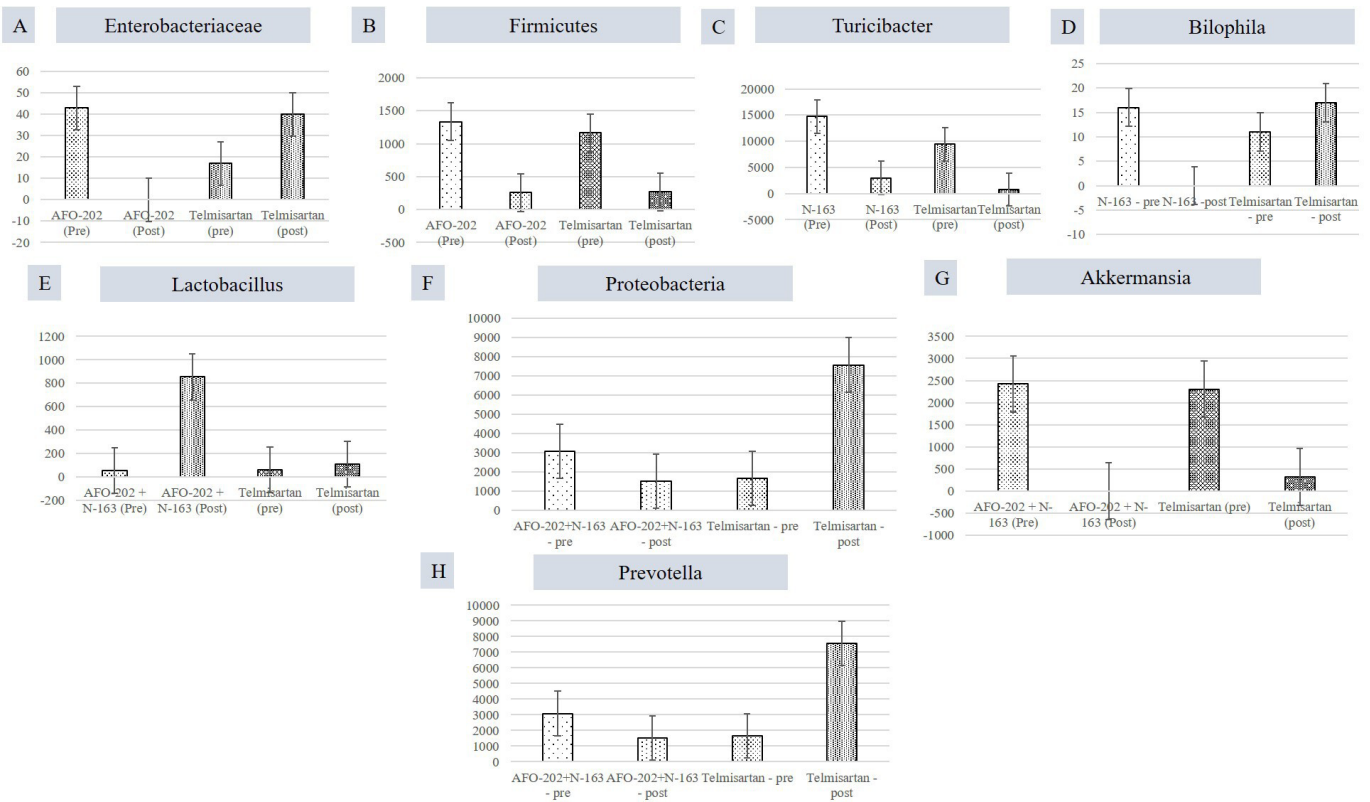 A
Enterobacteriaceae
60
50
40
30
20
10
0
-10
-20
AFO-202
(Pre)
AFO-202
(Post)
Telmisartan
(pre)
Telmisartan
(post)
B
Firmicutes
2000
1500
1000
500
0
-500
AFO-202
(Pre)
AFO-202
(Post)
Telmisartan
(pre)
Telmisartan
(post)
C
Turicibacter
20000
15000
10000
5000
0
-5000
N-163
(Pre)
N-163
(Post)
Telmisartan
(pre)
Telmisartan
(post)
D
Bilophila
25
20
15
10
5
0
-5
-10
N-163 - pre
N-163 -post
Telmisartan
- pre
Telmisartan
- post
E
Lactobacillus
1200
1000
800
600
400
200
0
-200
AFO-202 +
N-163 (Pre)
AFO-202 +
N-163 (Post)
Telmisartan
(pre)
Telmisartan
(post)
F
Proteobacteria
10000
9000
8000
7000
6000
5000
4000
3000
2000
1000
0
AFO-202+N-163
- pre
AFO-202+N-163
- post
Telmisartan - pre
Telmisartan -
post
G
Akkermansia
3500
3000
2500
2000
1500
1000
500
0
-500
-1000
AFO-202 + N-
163 (Pre)
AFO-202 + N-
163 (Post)
Telmisartan (pre)
Telmisartan
(post)
H
Prevotella
10000
9000
8000
7000
6000
5000
4000
3000
2000
1000
0
AFO-202+N-163
- pre
AFO-202+N-163
- post
Telmisartan - pre
Telmisartan -
post